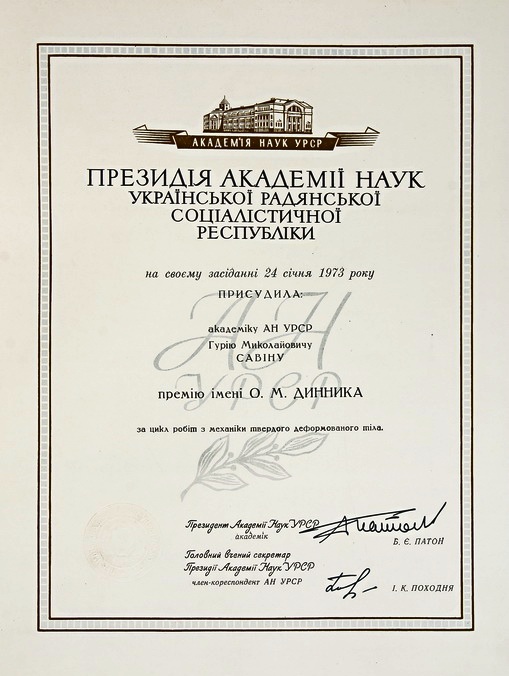 АКАДЕМІЯ НАУК УРСР
ПРЕЗИДІЯ АКАДЕМІЇ НАУК
УКРАЇНСЬКОЇ РАДЯНСЬКОЇ
СОЦІАЛІСТИЧНОЇ
РЕСПУБЛІКИ
на своєму засіданні 24 січня 1973 року
ПРИСУДИЛА:
академіку АН УРСР
Гурію Миколайовичу
САВІНУ
АН
УРСР
премію імені О. М. ДИННИКА
за цикл робіт з механіки твердого деформованого тіла.
Президент Академії Наук УРСР
академік
Б. Є. ПАТОН
Головний вчений секретар
Президії Академії Наук УРСР
член-кореспондент АН УРСР
І. К. ПОХОДНЯ